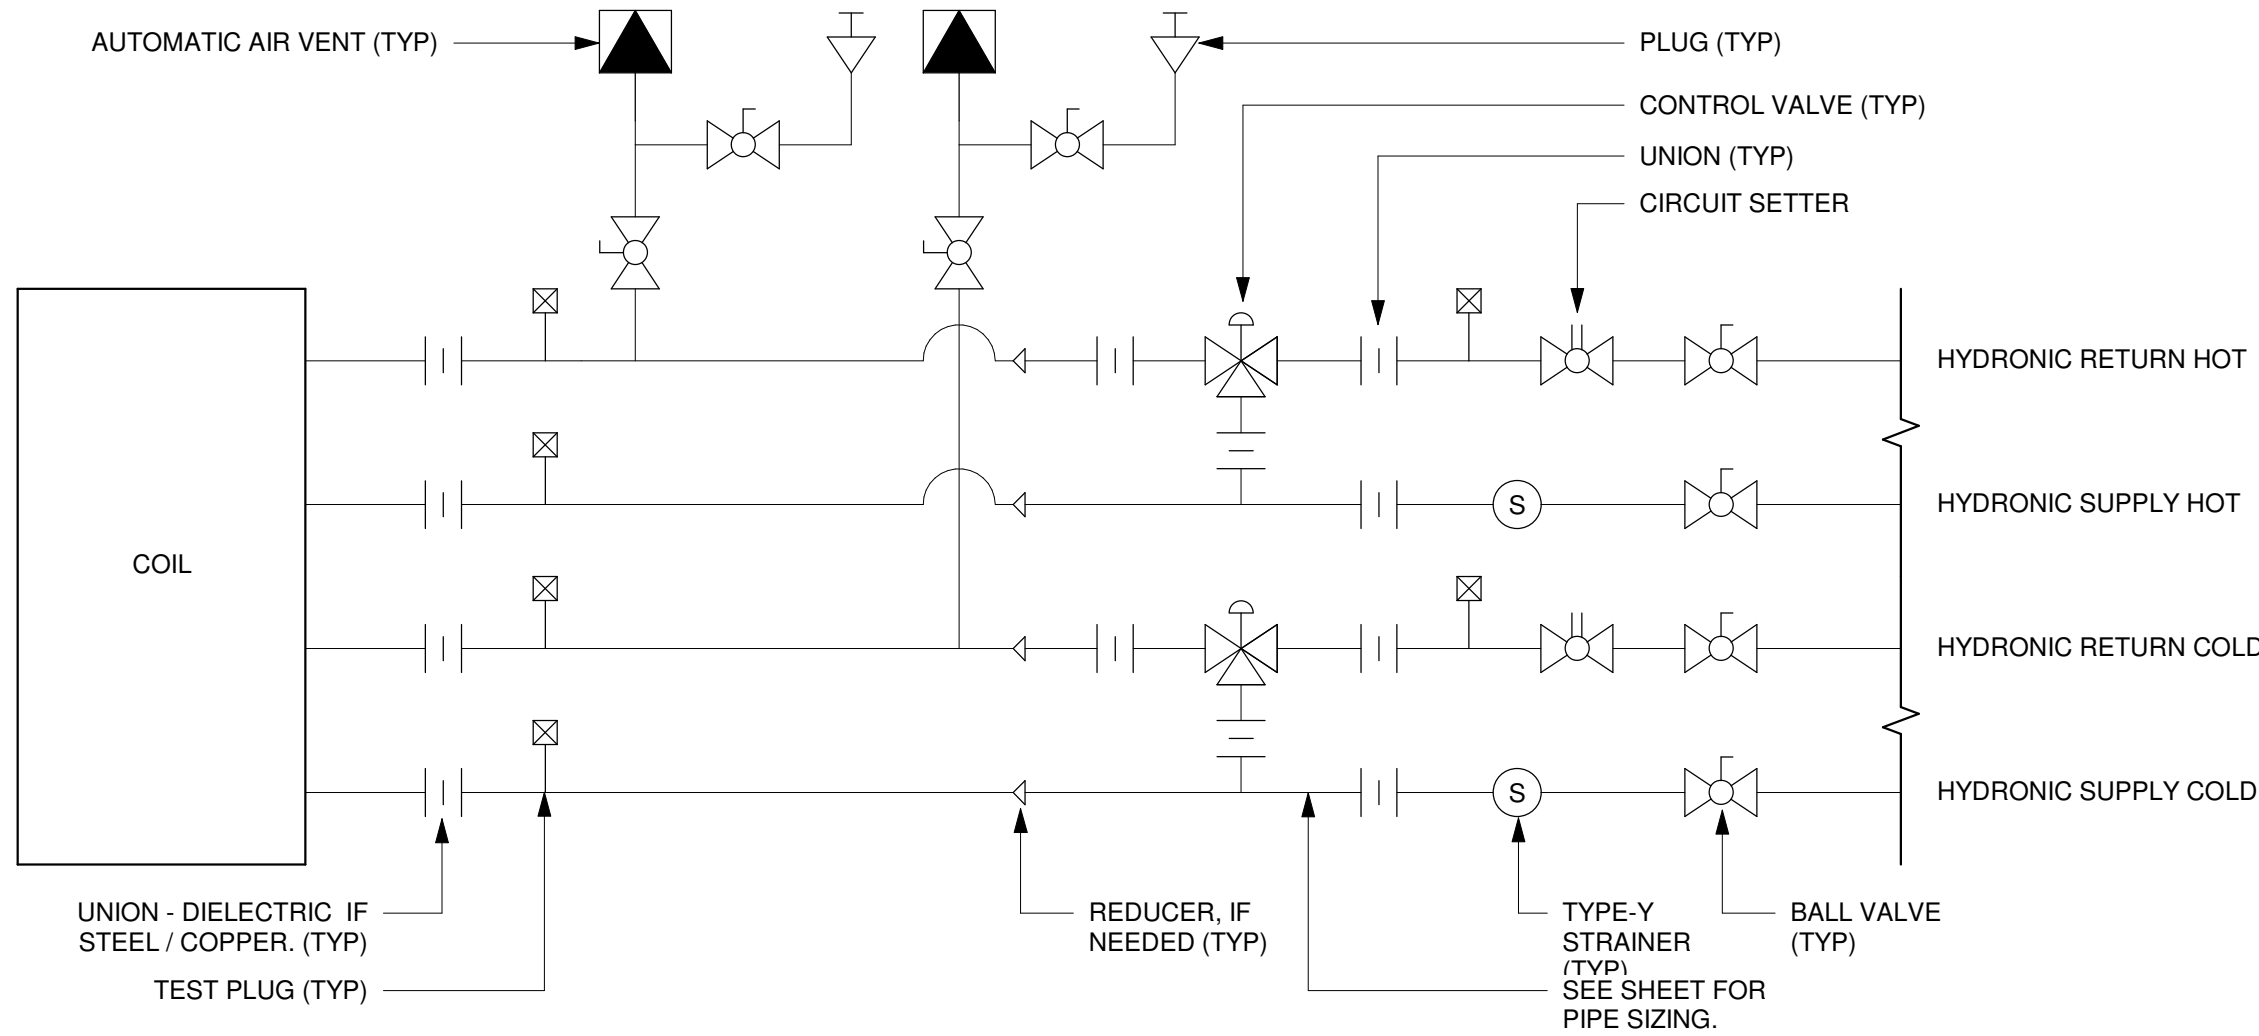 AUTOMATIC AIR VENT (TYP)
PLUG (TYP)
CONTROL VALVE (TYP)
UNION (TYP)
CIRCUIT SETTER
HYDRONIC RETURN HOT
S
HYDRONIC SUPPLY HOT
COIL
HYDRONIC RETURN COLD
S
HYDRONIC SUPPLY COLD
UNION - DIELECTRIC IF
STEEL / COPPER. (TYP)
TEST PLUG (TYP)
REDUCER, IF
NEEDED (TYP)
TYPE-Y
STRAINER
(TYP)
SEE SHEET FOR
PIPE SIZING.
BALL VALVE
(TYP)